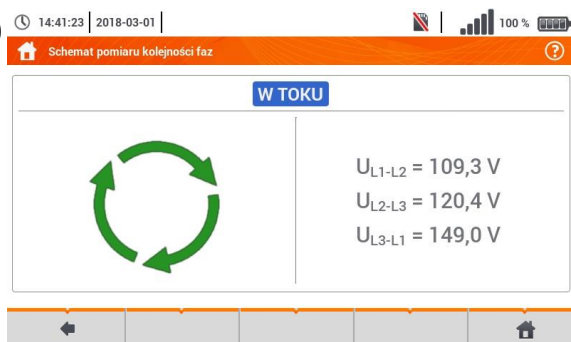 14:41:23 2018-03-01 100 %
Schemat pomiaru kolejności faz ?
W TOKU
UL1-L2 = 109,3 V
UL2-L3 = 120,4 V
UL3-L1 = 149,0 V